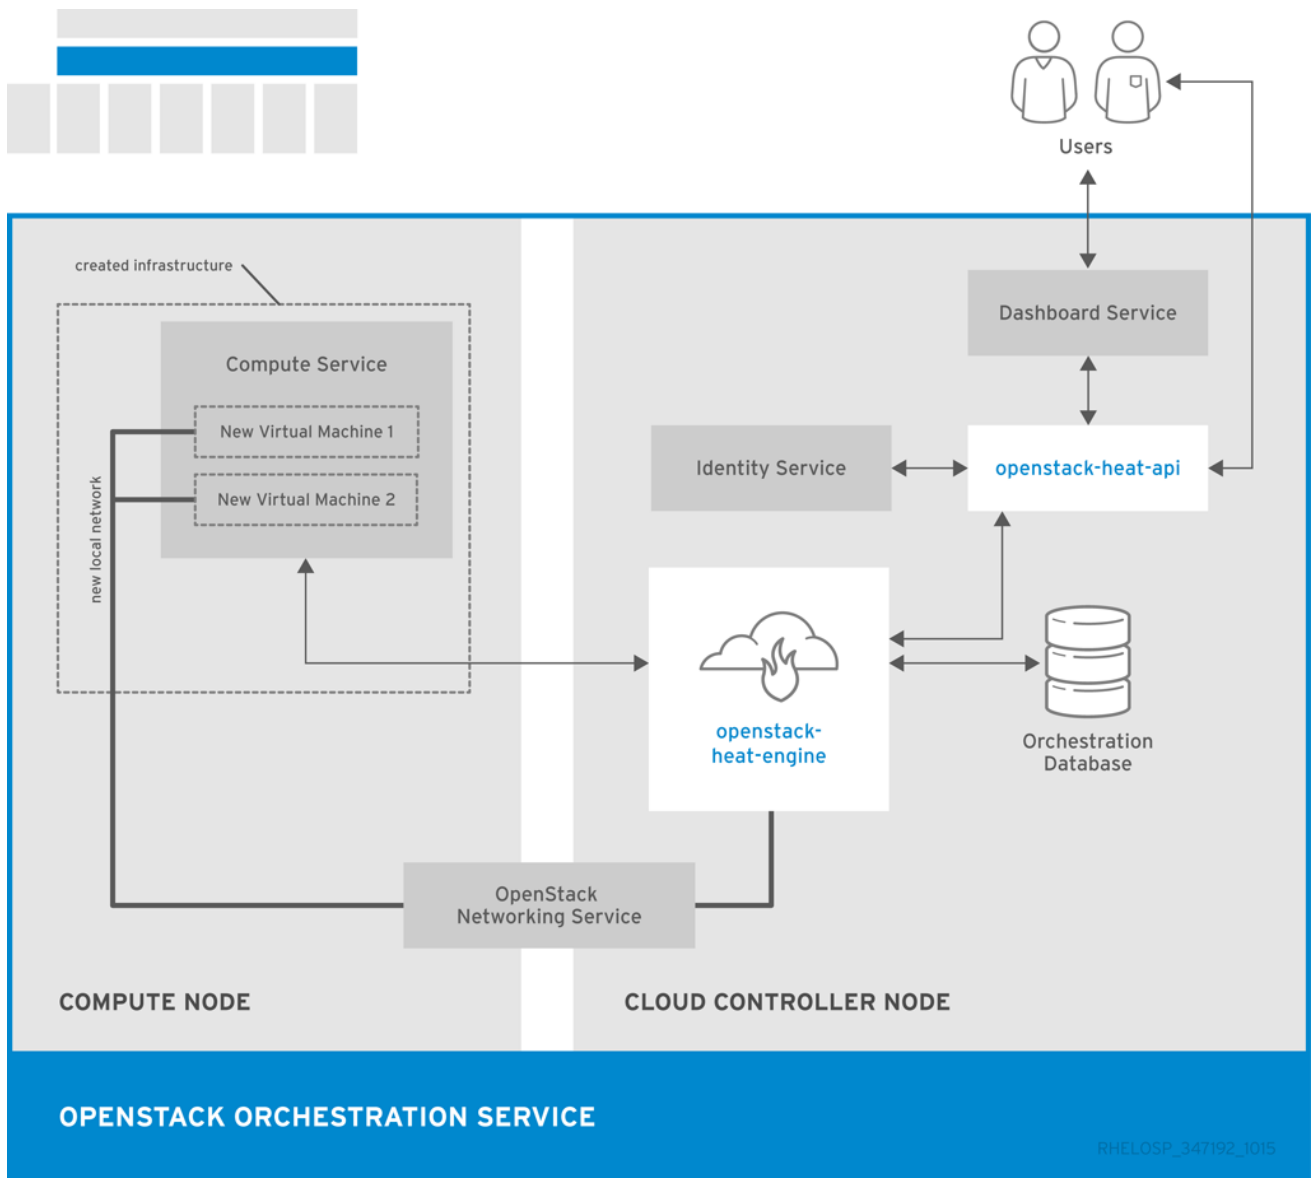 Users
created infrastructure
Dashboard Service
Compute Service
New Virtual Machine 1
Identity Service
openstack-heat-api
New Virtual Machine 2
new local network
openstack-
heat-engine
Orchestration
Database
OpenStack
Networking Service
COMPUTE NODE
CLOUD CONTROLLER NODE
OPENSTACK ORCHESTRATION SERVICE
RHELOSP_347192_1015